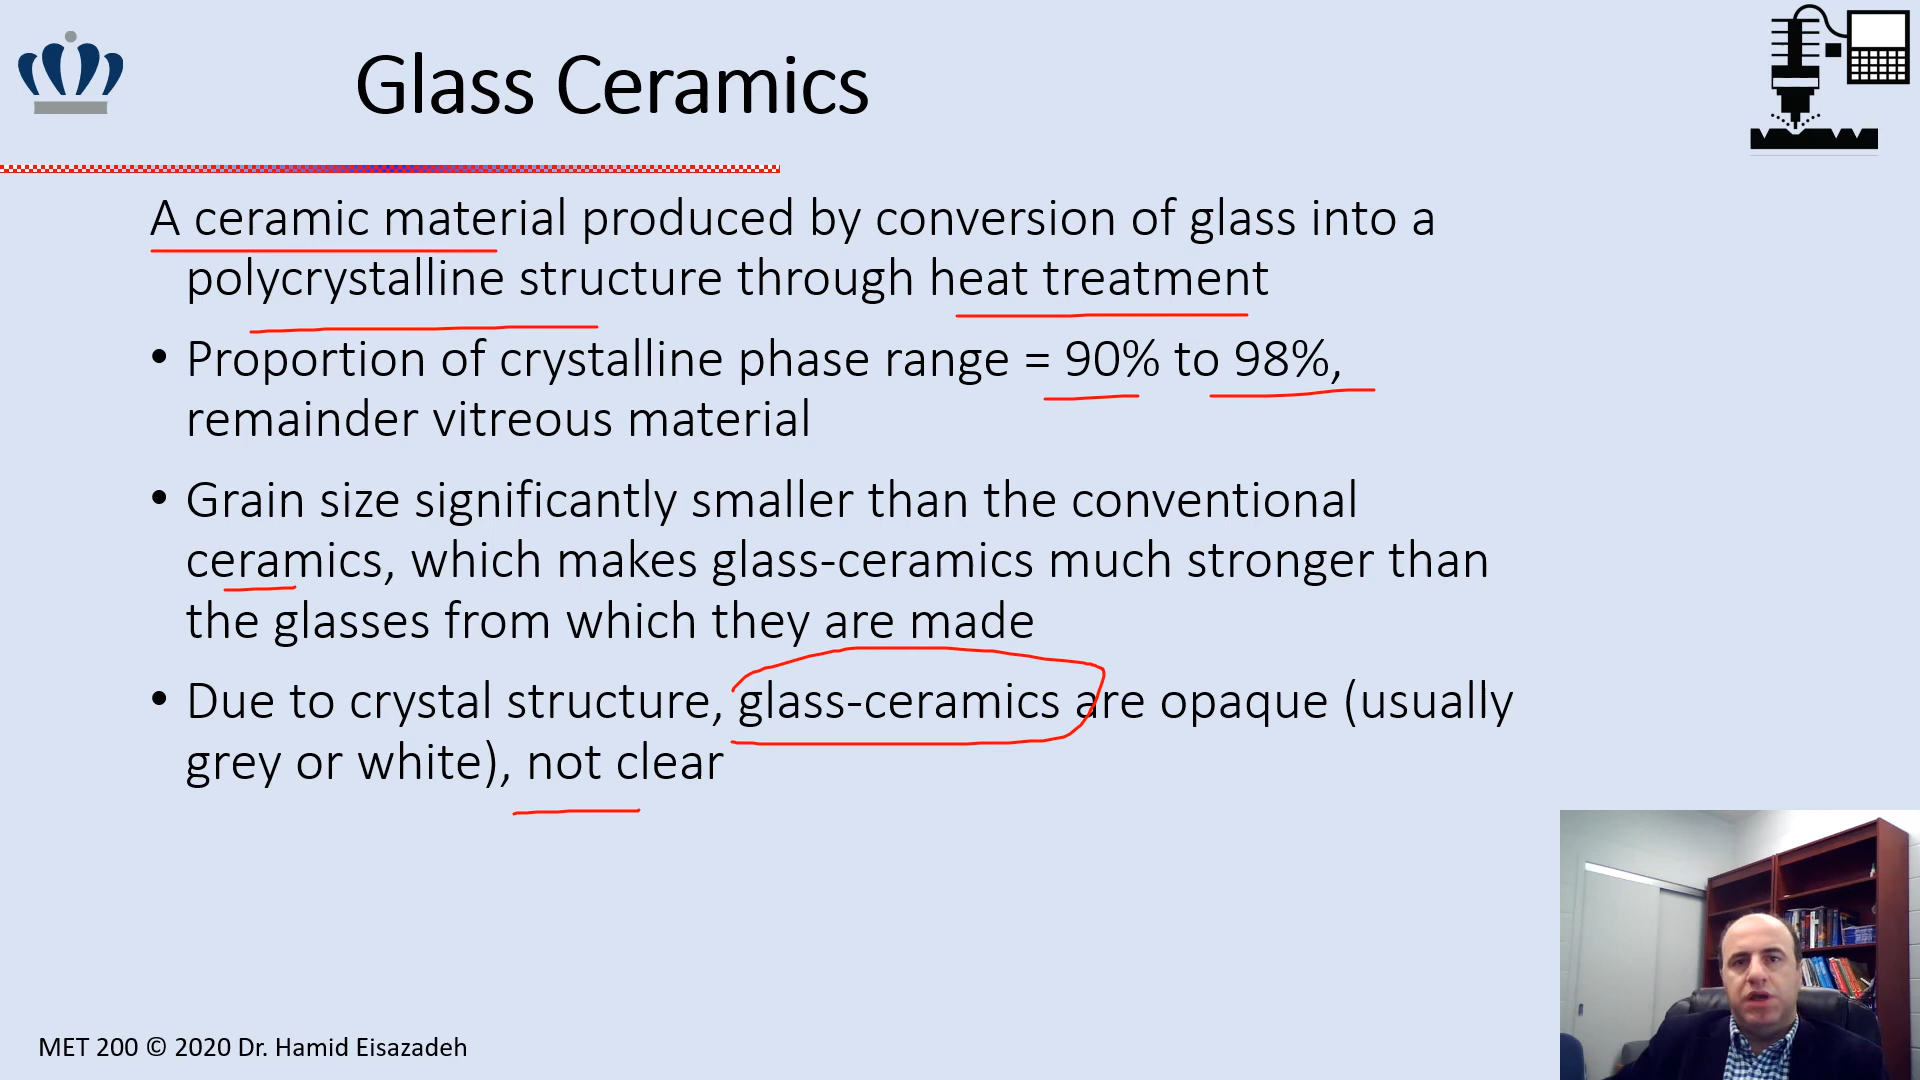 Glass Ceramics
A ceramic material produced by conversion of glass into a
polycrystalline structure through heat treatment
• Proportion of crystalline phase range = 90% to 98%,
remainder vitreous material
• Grain size significantly smaller than the conventional
ceramics, which makes glass-ceramics much stronger than
the glasses from which they are made
• Due to crystal structure, glass-ceramics are opaque (usually
grey or white), not clear
MET 200 © 2020 Dr. Hamid Eisazadeh